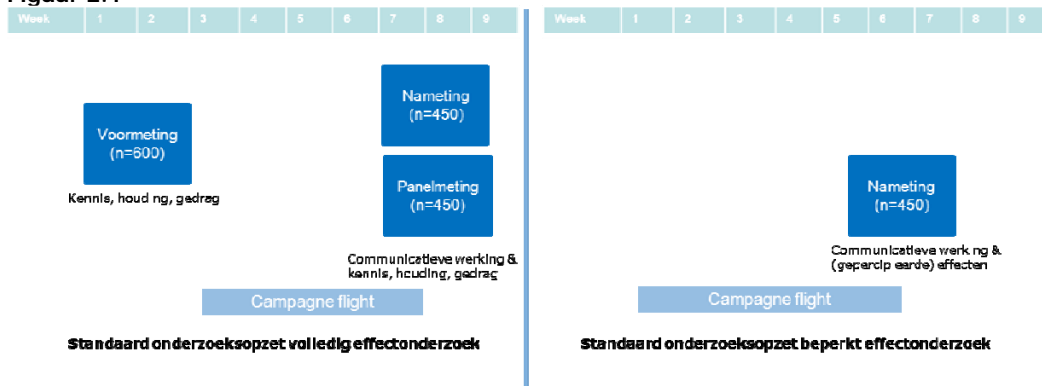 Week 1 2 3 4 5 6 7 8 9
Voormeting
(n=600)
Kennis, houding, gedrag
Nameting
(n=450)
Panelmeting
(n=450)
Communicatieve werking &
kennis, houding, gedrag
Campagne flight
Standaard onderzoeksopzet volledig effectonderzoek
Week 1 2 3 4 5 6 7 8 9
Nameting
(n=450)
Communicatieve werking &
(gepercipieerde) effecten
Campagne flight
Standaard onderzoeksopzet beperkt effectonderzoek